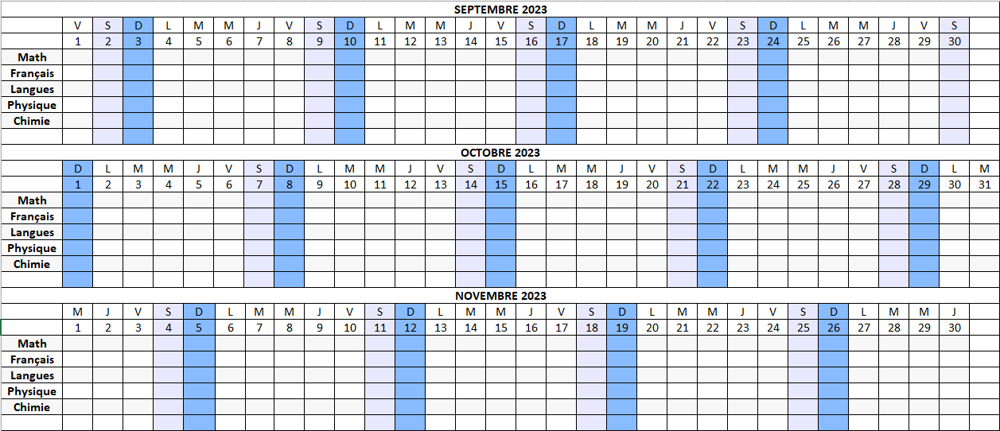 SEPTEMBRE 2023
V S D L M M J V S D L M M J V S D L M M J V S D L M M J V S
1 2 3 4 5 6 7 8 9 10 11 12 13 14 15 16 17 18 19 20 21 22 23 24 25 26 27 28 29 30
Math
Français
Langues
Physique
Chimie
OCTOBRE 2023
D L M M J V S D L M M J V S D L M M J V S D L M M J V S D L M
1 2 3 4 5 6 7 8 9 10 11 12 13 14 15 16 17 18 19 20 21 22 23 24 25 26 27 28 29 30 31
Math
Français
Langues
Physique
Chimie
NOVEMBRE 2023
M J V S D L M M J V S D L M M J V S D L M M J V S D L M M J
1 2 3 4 5 6 7 8 9 10 11 12 13 14 15 16 17 18 19 20 21 22 23 24 25 26 27 28 29 30
Math
Français
Langues
Physique
Chimie